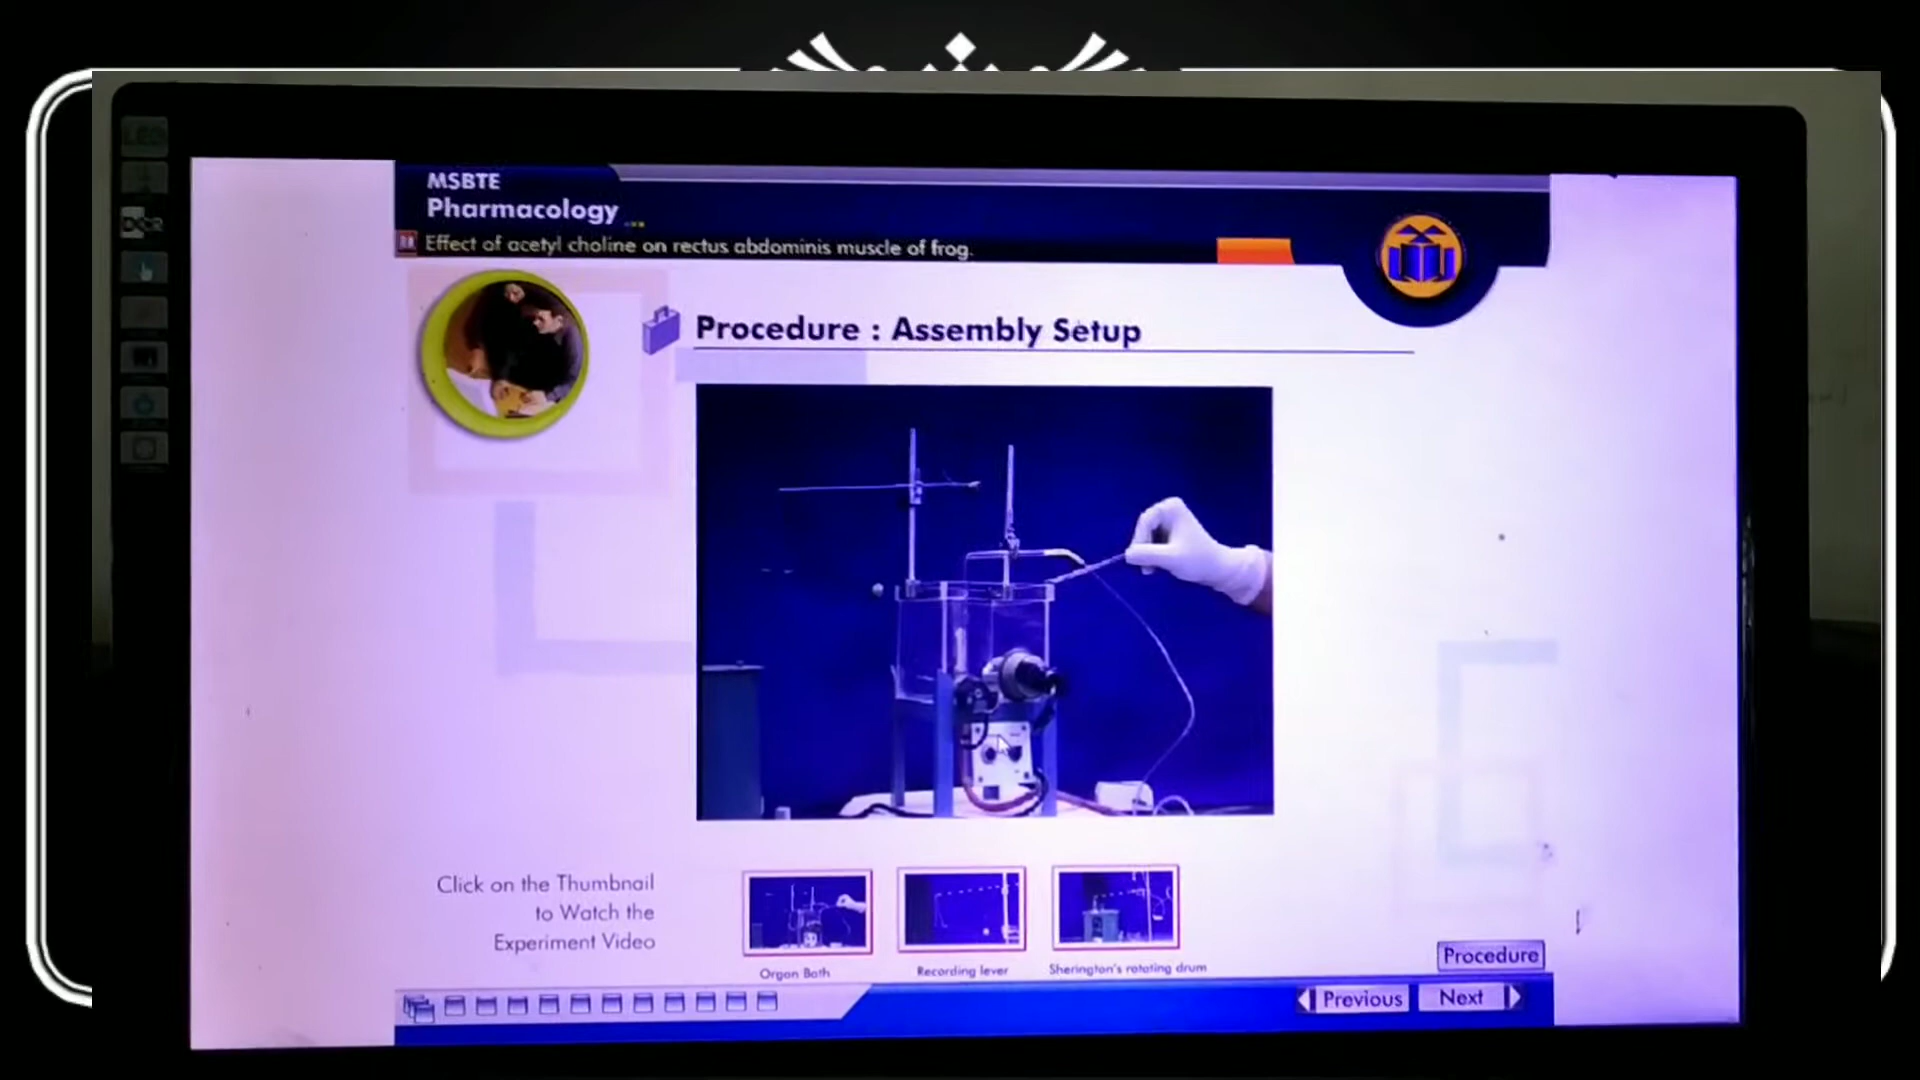 MSBTE
Pharmacology
Effect of acetyl choline on rectus abdominis muscle of frog.
Procedure : Assembly Setup
Click on the Thumbnail
to Watch the
Experiment Video
Organ Bath
Recording lever
Sherington's rotating drum
Procedure
Previous
Next